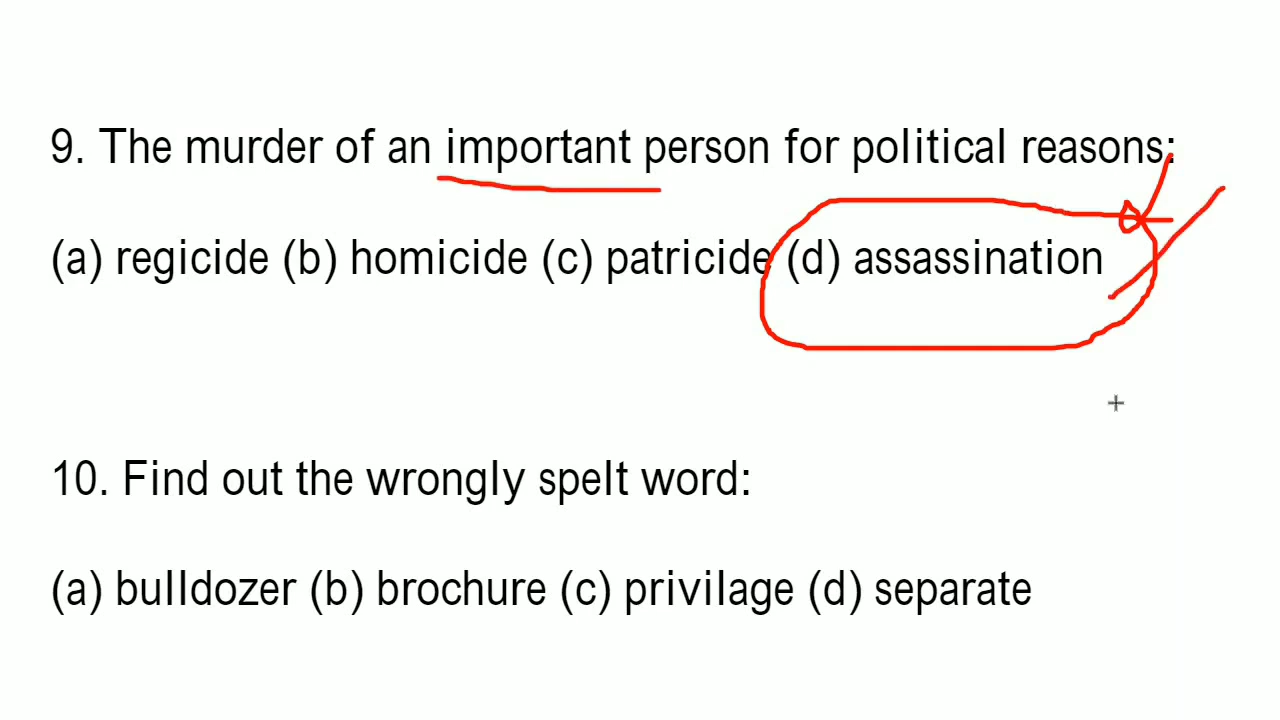 9. The murder of an important person for political reasons:
(a) regicide (b) homicide (c) patricide (d) assassination
10. Find out the wrongly spelt word:
(a) bulldozer (b) brochure (c) privilage (d) separate